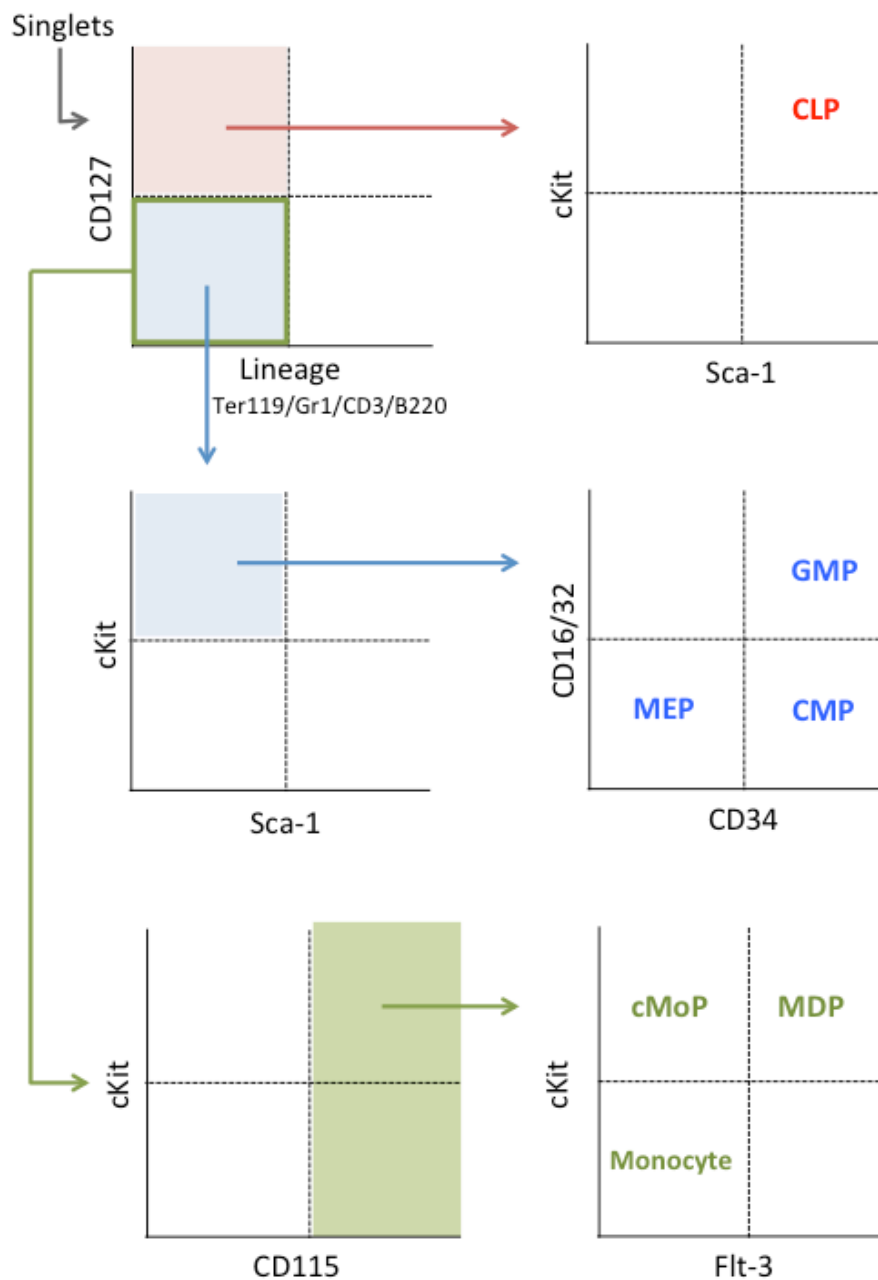 Singlets
CD127
Lineage
Ter119/Gr1/CD3/B220
cKit
CLP
Sca-1
cKit
Sca-1
CD16/32
GMP
MEP
CMP
CD34
cKit
CD115
cKit
cMoP
MDP
Monocyte
Flt-3